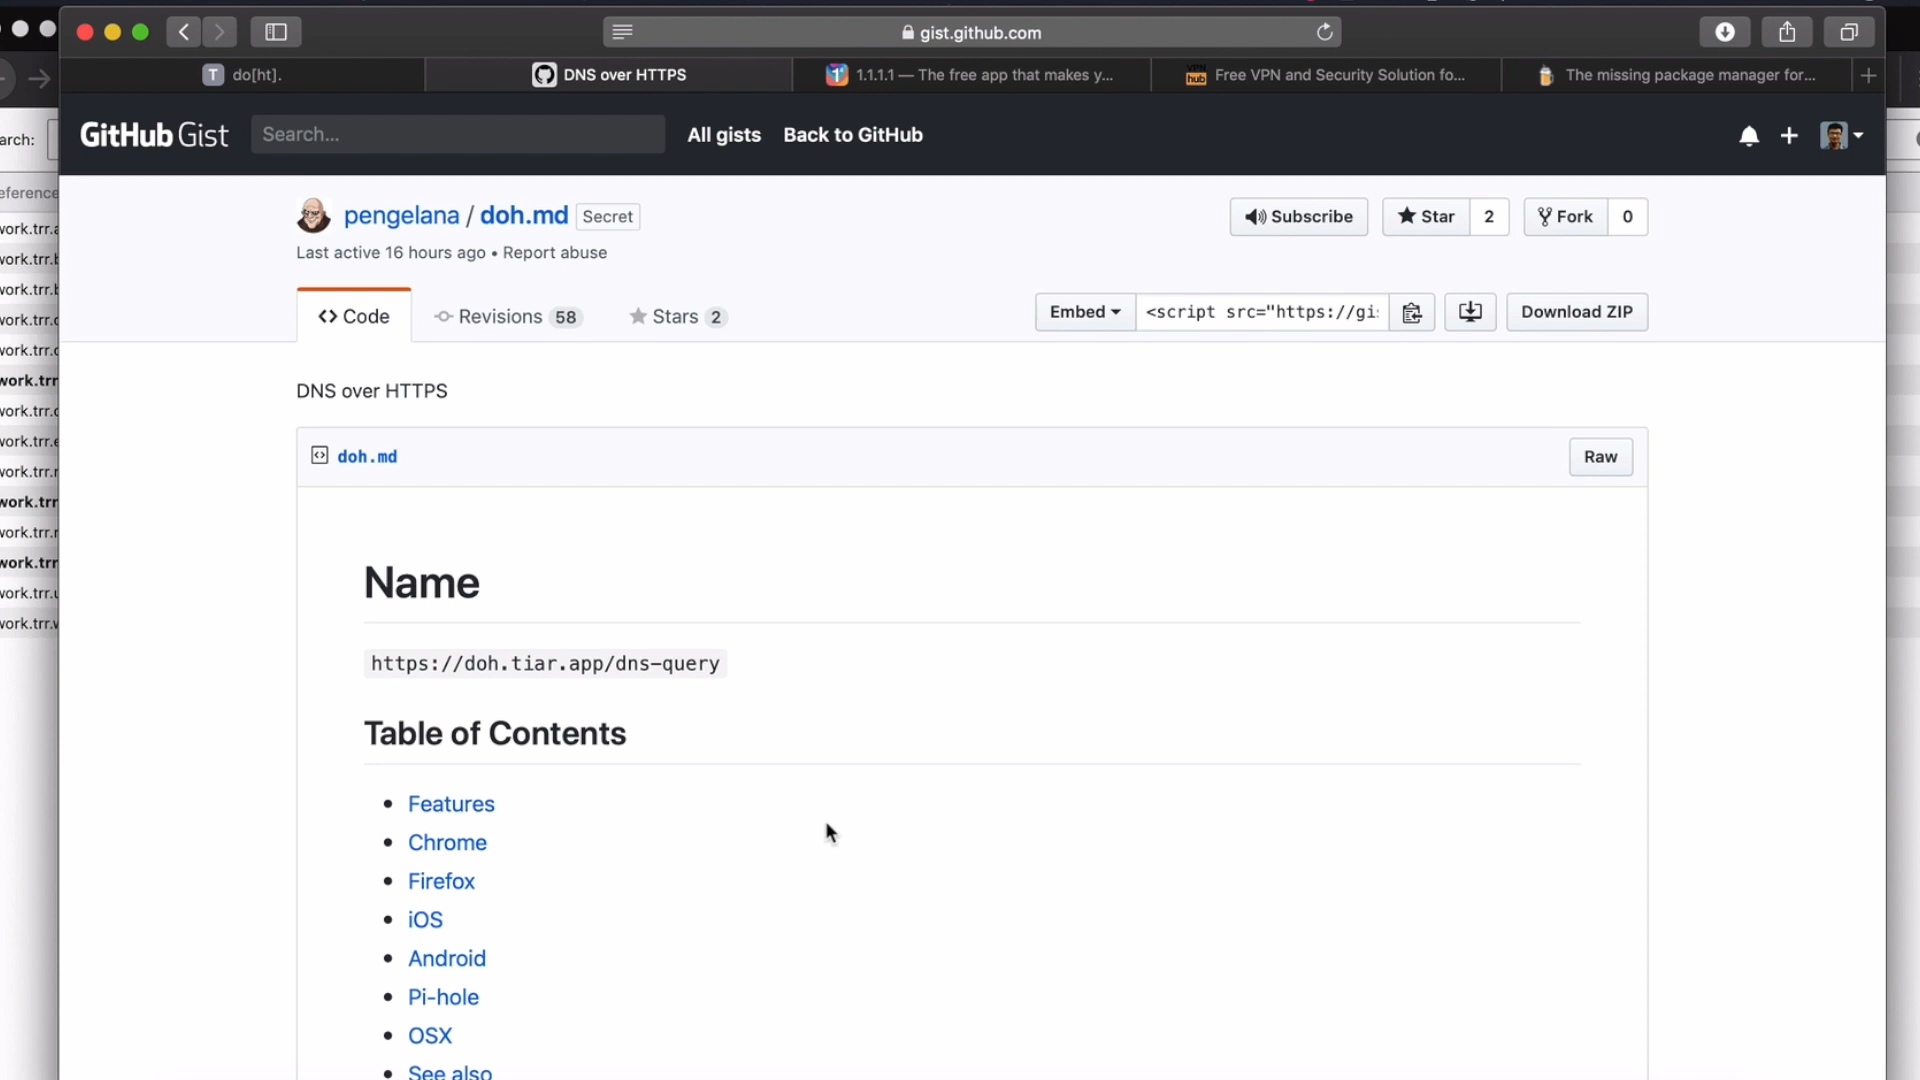 gist.github.com
T do[ht].
DNS over HTTPS
1.1.1.1 — The free app that makes y...
Free VPN and Security Solution fo...
The missing package manager for...
GitHub Gist
Search...
All gists
Back to GitHub
arch:
eference
pengelana / doh.md
Secret
Subscribe
Star
2
Fork
0
Last active 16 hours ago • Report abuse
Code
Revisions 58
Stars 2
Embed
<script src="https://gi
Download ZIP
DNS over HTTPS
doh.md
Raw
Name
https://doh.tiar.app/dns-query
Table of Contents
• Features
• Chrome
• Firefox
• iOS
• Android
• Pi-hole
• OSX
• See also